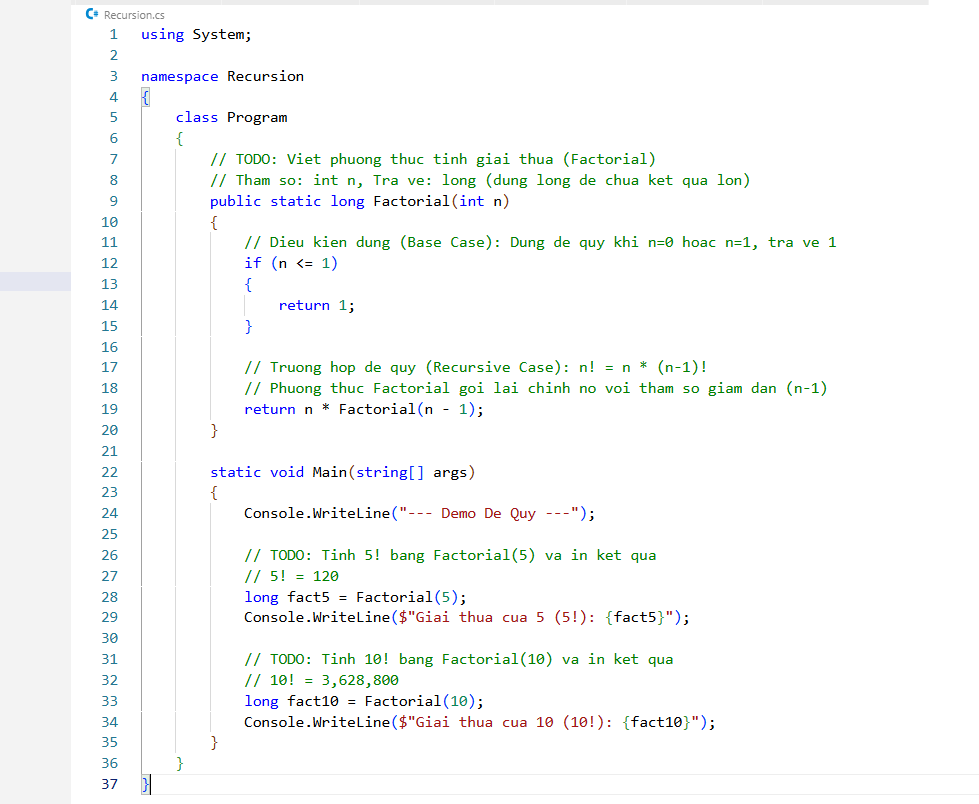 Recursion.cs
1 using System;
2
3 namespace Recursion
4 {
5 class Program
6 {
7 // TODO: Viet phuong thuc tinh giai thua (Factorial)
8 // Tham so: int n, Tra ve: long (dung long de chua ket qua lon)
9 public static long Factorial(int n)
10 {
11 // Dieu kien dung (Base Case): Dung de quy khi n=0 hoac n=1, tra ve 1
12 if (n <= 1)
13 {
14 return 1;
15 }
16
17 // Truong hop de quy (Recursive Case): n! = n * (n-1)!
18 // Phuong thuc Factorial goi lai chinh no voi tham so giam dan (n-1)
19 return n * Factorial(n - 1);
20 }
21
22 static void Main(string[] args)
23 {
24 Console.WriteLine("--- Demo De Quy ---");
25
26 // TODO: Tinh 5! bang Factorial(5) va in ket qua
27 // 5! = 120
28 long fact5 = Factorial(5);
29 Console.WriteLine($"Giai thua cua 5 (5!): {fact5}");
30
31 // TODO: Tinh 10! bang Factorial(10) va in ket qua
32 // 10! = 3,628,800
33 long fact10 = Factorial(10);
34 Console.WriteLine($"Giai thua cua 10 (10!): {fact10}");
35 }
36 }
37 }